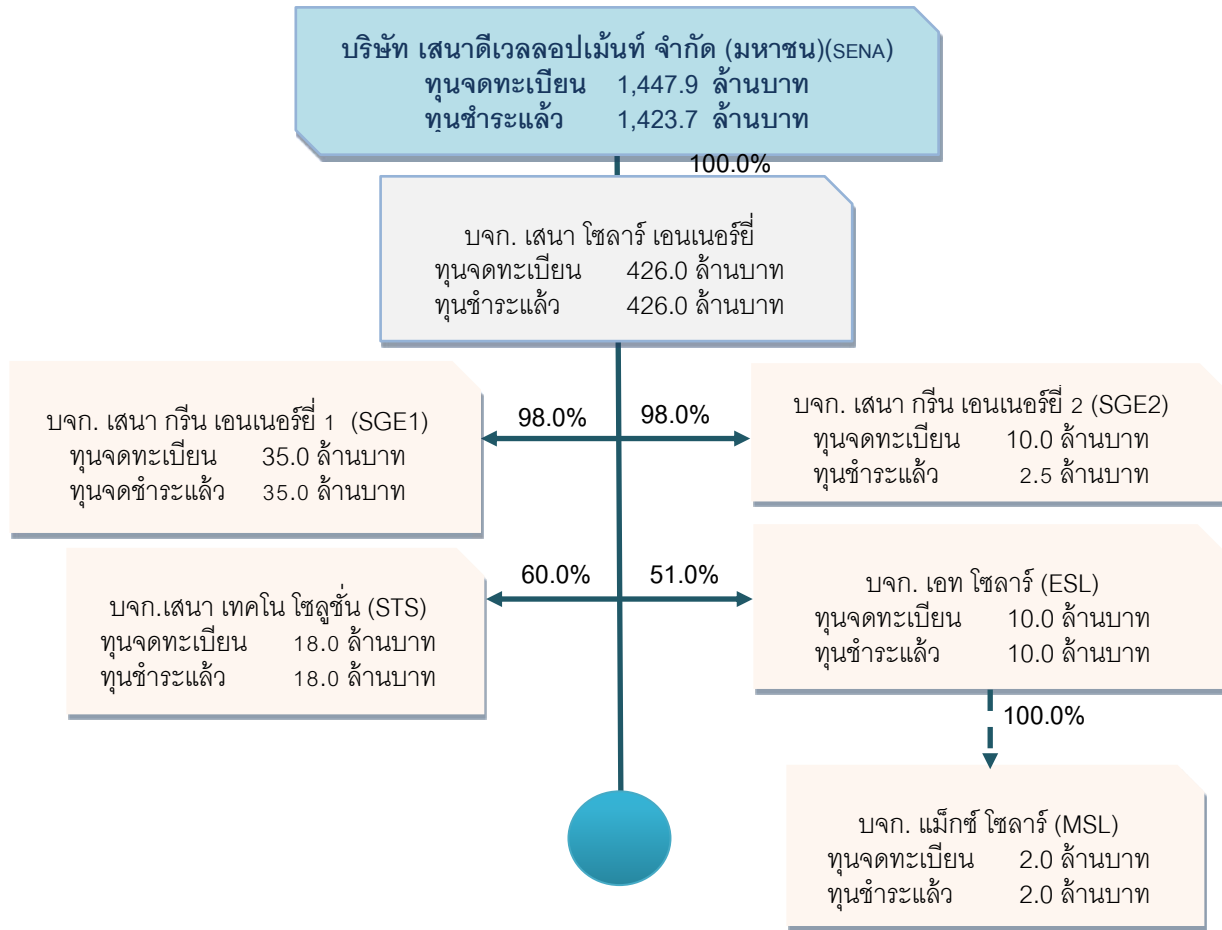 บริษัท เสนาดีเวลลอปเม้นท์ จำกัด (มหาชน)(SENA)
ทุนจดทะเบียน 1,447.9 ล้านบาท
ทุนชำระแล้ว 1,423.7 ล้านบาท
100.0%
บจก. เสนา โซลาร์ เอนเนอร์ยี่
ทุนจดทะเบียน 426.0 ล้านบาท
ทุนชำระแล้ว 426.0 ล้านบาท
บจก. เสนา กรีน เอนเนอร์ยี่ 1 (SGE1)
ทุนจดทะเบียน 35.0 ล้านบาท
ทุนจดชำระแล้ว 35.0 ล้านบาท
98.0%
98.0%
บจก. เสนา กรีน เอนเนอร์ยี่ 2 (SGE2)
ทุนจดทะเบียน 10.0 ล้านบาท
ทุนชำระแล้ว 2.5 ล้านบาท
บจก.เสนา เทคโน โซลูชั่น (STS)
ทุนจดทะเบียน 18.0 ล้านบาท
ทุนชำระแล้ว 18.0 ล้านบาท
60.0%
51.0%
บจก. เอท โซลาร์ (ESL)
ทุนจดทะเบียน 10.0 ล้านบาท
ทุนชำระแล้ว 10.0 ล้านบาท
100.0%
บจก. แม็กซ์ โซลาร์ (MSL)
ทุนจดทะเบียน 2.0 ล้านบาท
ทุนชำระแล้ว 2.0 ล้านบาท